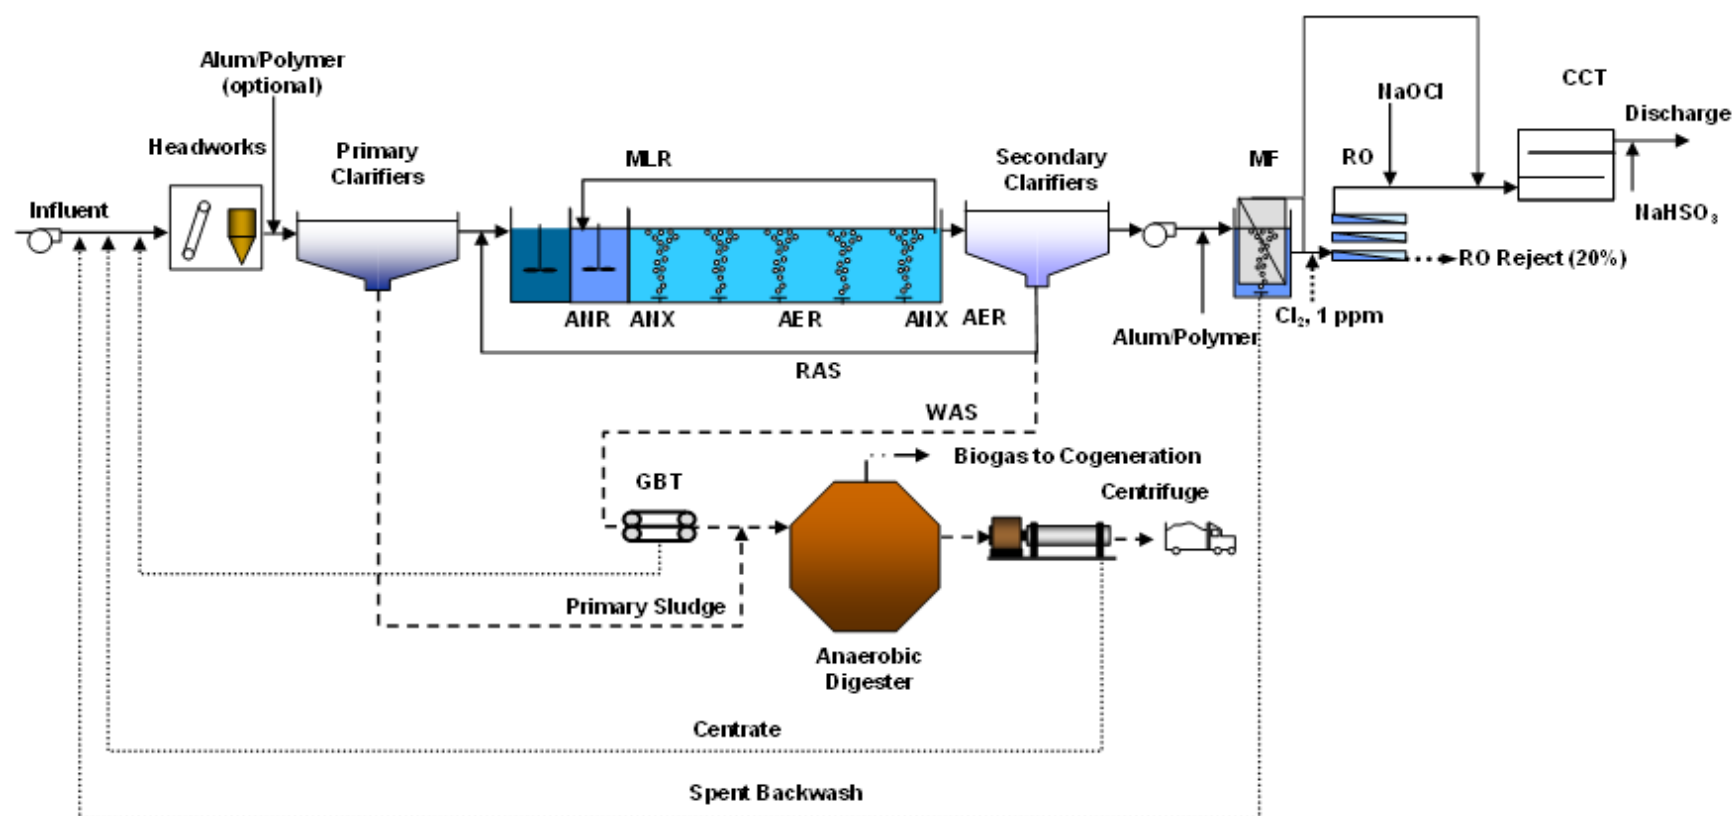 Alum/Polymer
(optional)
Headworks
Primary
Clarifiers
Influent
MLR
Secondary
Clarifiers
MF
NaOCl
RO
CCT
Discharge
NaHSO₃
RO Reject (20%)
Cl₂, 1 ppm
Alum/Polymer
ANR
ANX
AER
ANX
AER
RAS
WAS
GBT
Biogas to Cogeneration
Centrifuge
Primary Sludge
Anaerobic
Digester
Centrate
Spent Backwash